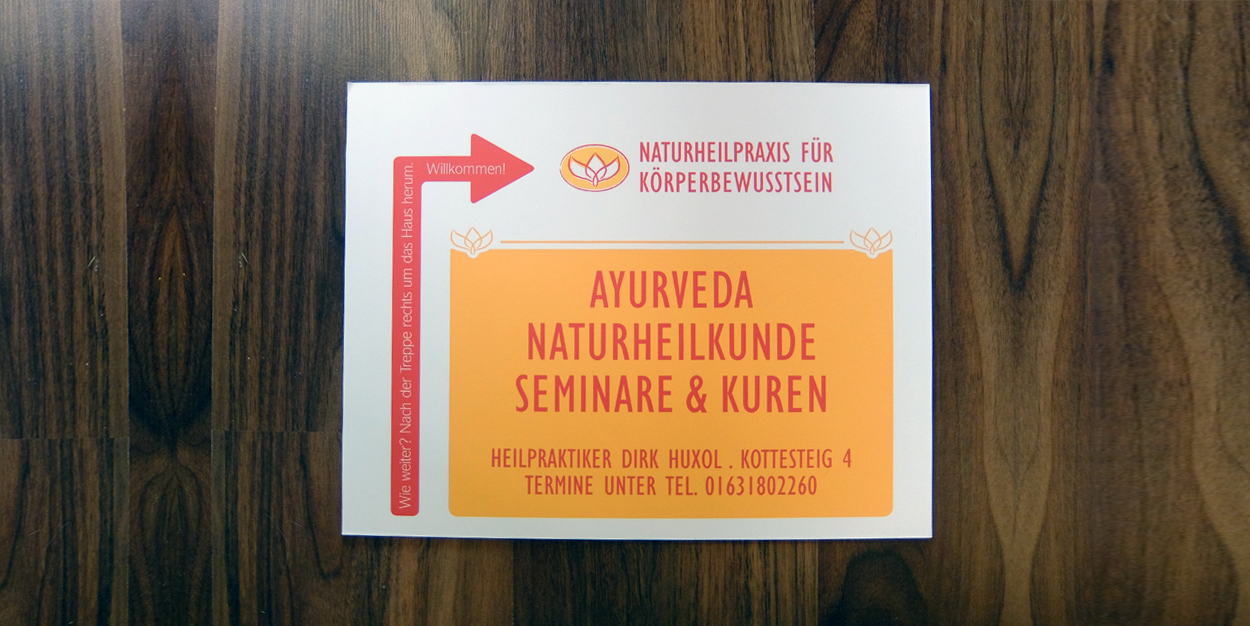 Wie weiter? Nach der Treppe rechts um das Haus herum.
Willkommen!
NATURHEILPRAXIS FÜR
KÖRPERBEWUSSTSEIN
AYURVEDA
NATURHEILKUNDE
SEMINARE & KUREN
HEILPRAKTIKER DIRK HUXOL . KOTTESTEIG 4
TERMINE UNTER TEL. 01631802260